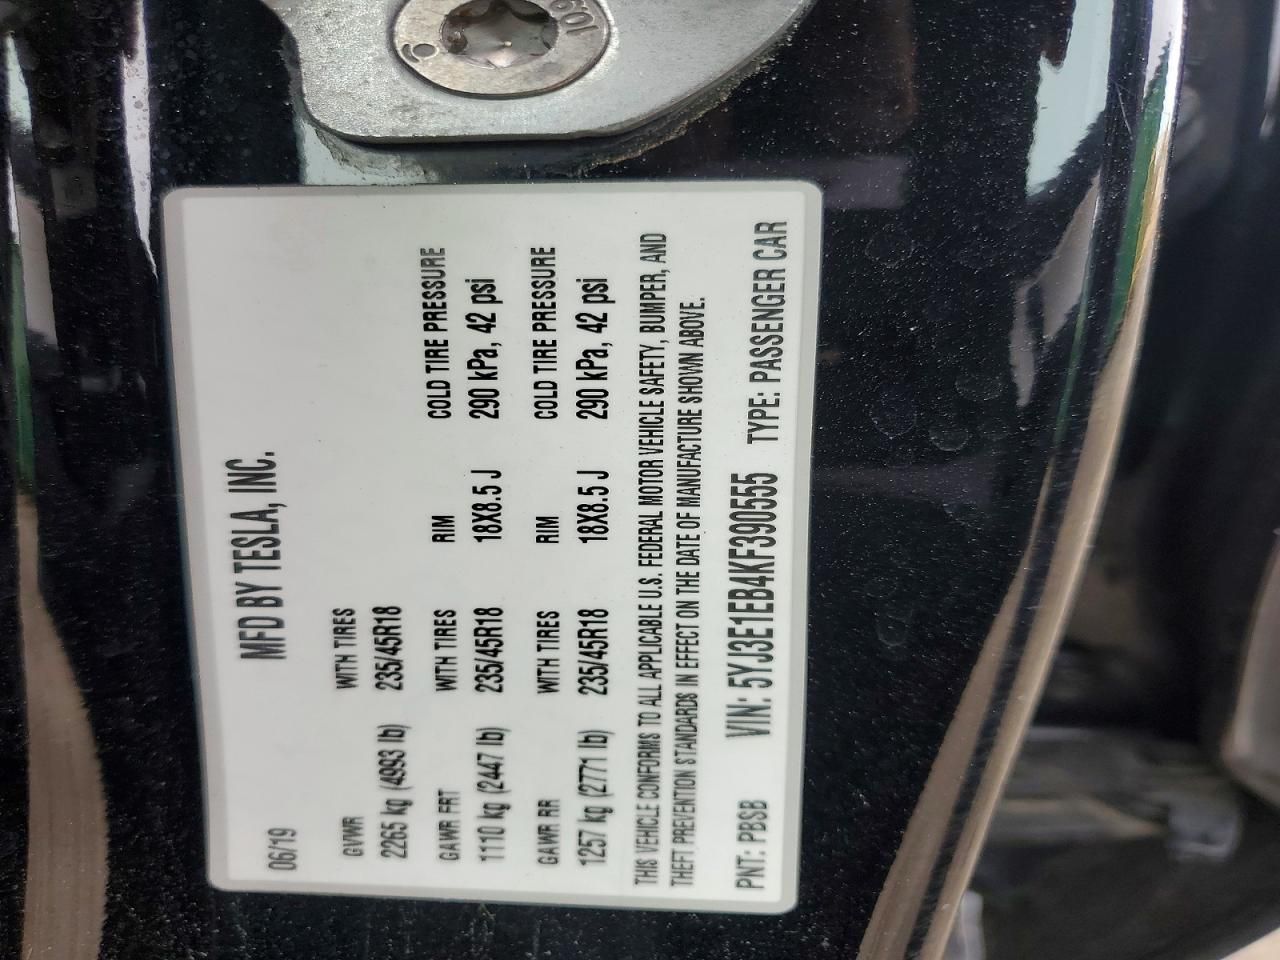 109
6
06/19 MFD BY TESLA, INC.
GVWR WITH TIRES
2265 kg (4993 lb) 235/45R18
GAWR FRT WITH TIRES RIM COLD TIRE PRESSURE
1110 kg (2447 lb) 235/45R18 18X8.5 J 290 kPa, 42 psi
GAWR RR WITH TIRES RIM COLD TIRE PRESSURE
1257 kg (2771 lb) 235/45R18 18X8.5 J 290 kPa, 42 psi
THIS VEHICLE CONFORMS TO ALL APPLICABLE U.S. FEDERAL MOTOR VEHICLE SAFETY, BUMPER, AND
THEFT PREVENTION STANDARDS IN EFFECT ON THE DATE OF MANUFACTURE SHOWN ABOVE.
PNT: PBSB VIN: 5YJ3E1EB4KF390555 TYPE: PASSENGER CAR